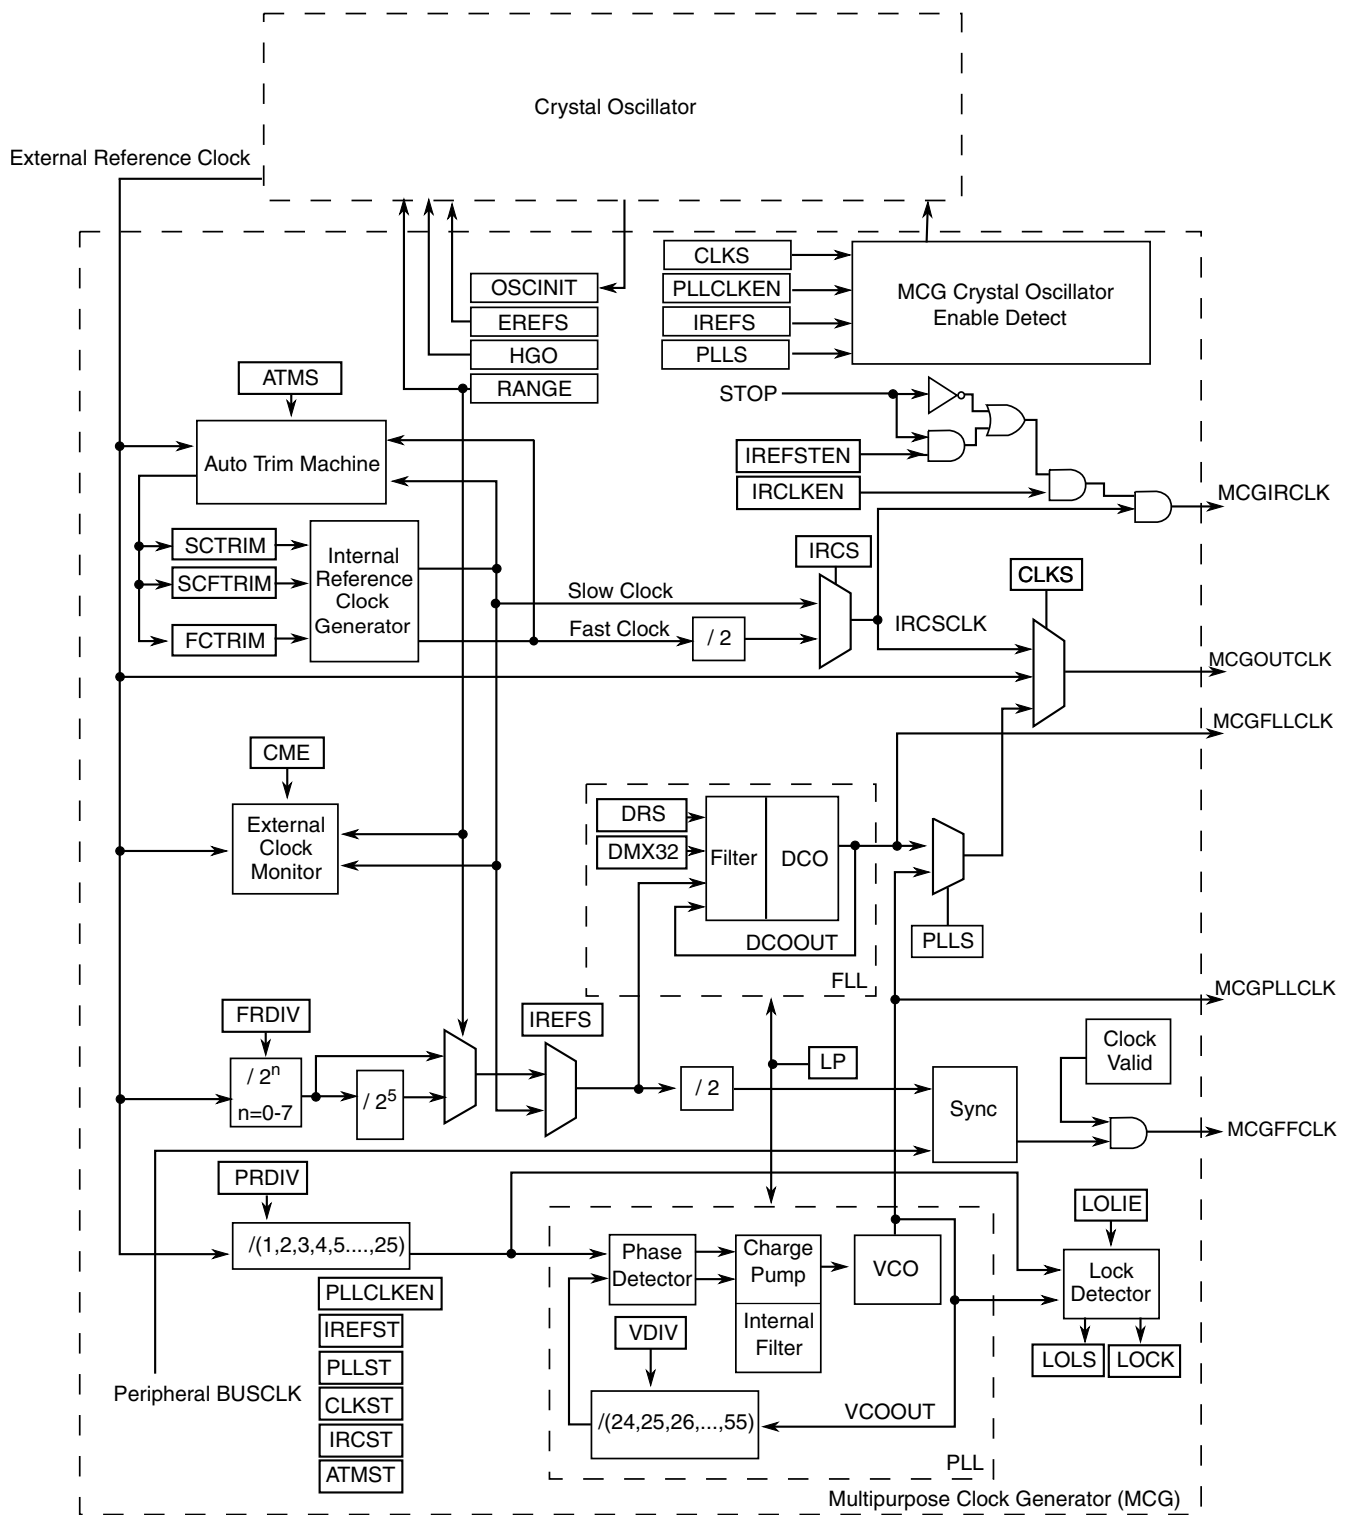 Crystal Oscillator
External Reference Clock
CLKS
PLLCLKEN
IREFS
PLLS
MCG Crystal Oscillator
Enable Detect
OSCINIT
EREFS
HGO
RANGE
STOP
IREFSTEN
IRCLKEN
MCGIRCLK
ATMS
Auto Trim Machine
SCTRIM
SCFTRIM
FCTRIM
Internal
Reference
Clock
Generator
Slow Clock
Fast Clock
/ 2
IRCS
IRCSCLK
CLKS
MCGOUTCLK
MCGFLLCLK
CME
External
Clock
Monitor
DRS
DMX32
Filter
DCO
DCOOUT
FLL
PLLS
MCGPLLCLK
FRDIV
/ 2n
n=0-7
/ 25
IREFS
/ 2
LP
Sync
Clock
Valid
MCGFFCLK
PRDIV
/(1,2,3,4,5....,25)
Phase
Detector
Charge
Pump
Internal
Filter
VCO
VDIV
/(24,25,26,...,55)
VCOOUT
PLL
LOLIE
Lock
Detector
LOLS
LOCK
PLLCLKEN
IREFST
PLLST
CLKST
IRCST
ATMST
Peripheral BUSCLK
Multipurpose Clock Generator (MCG)